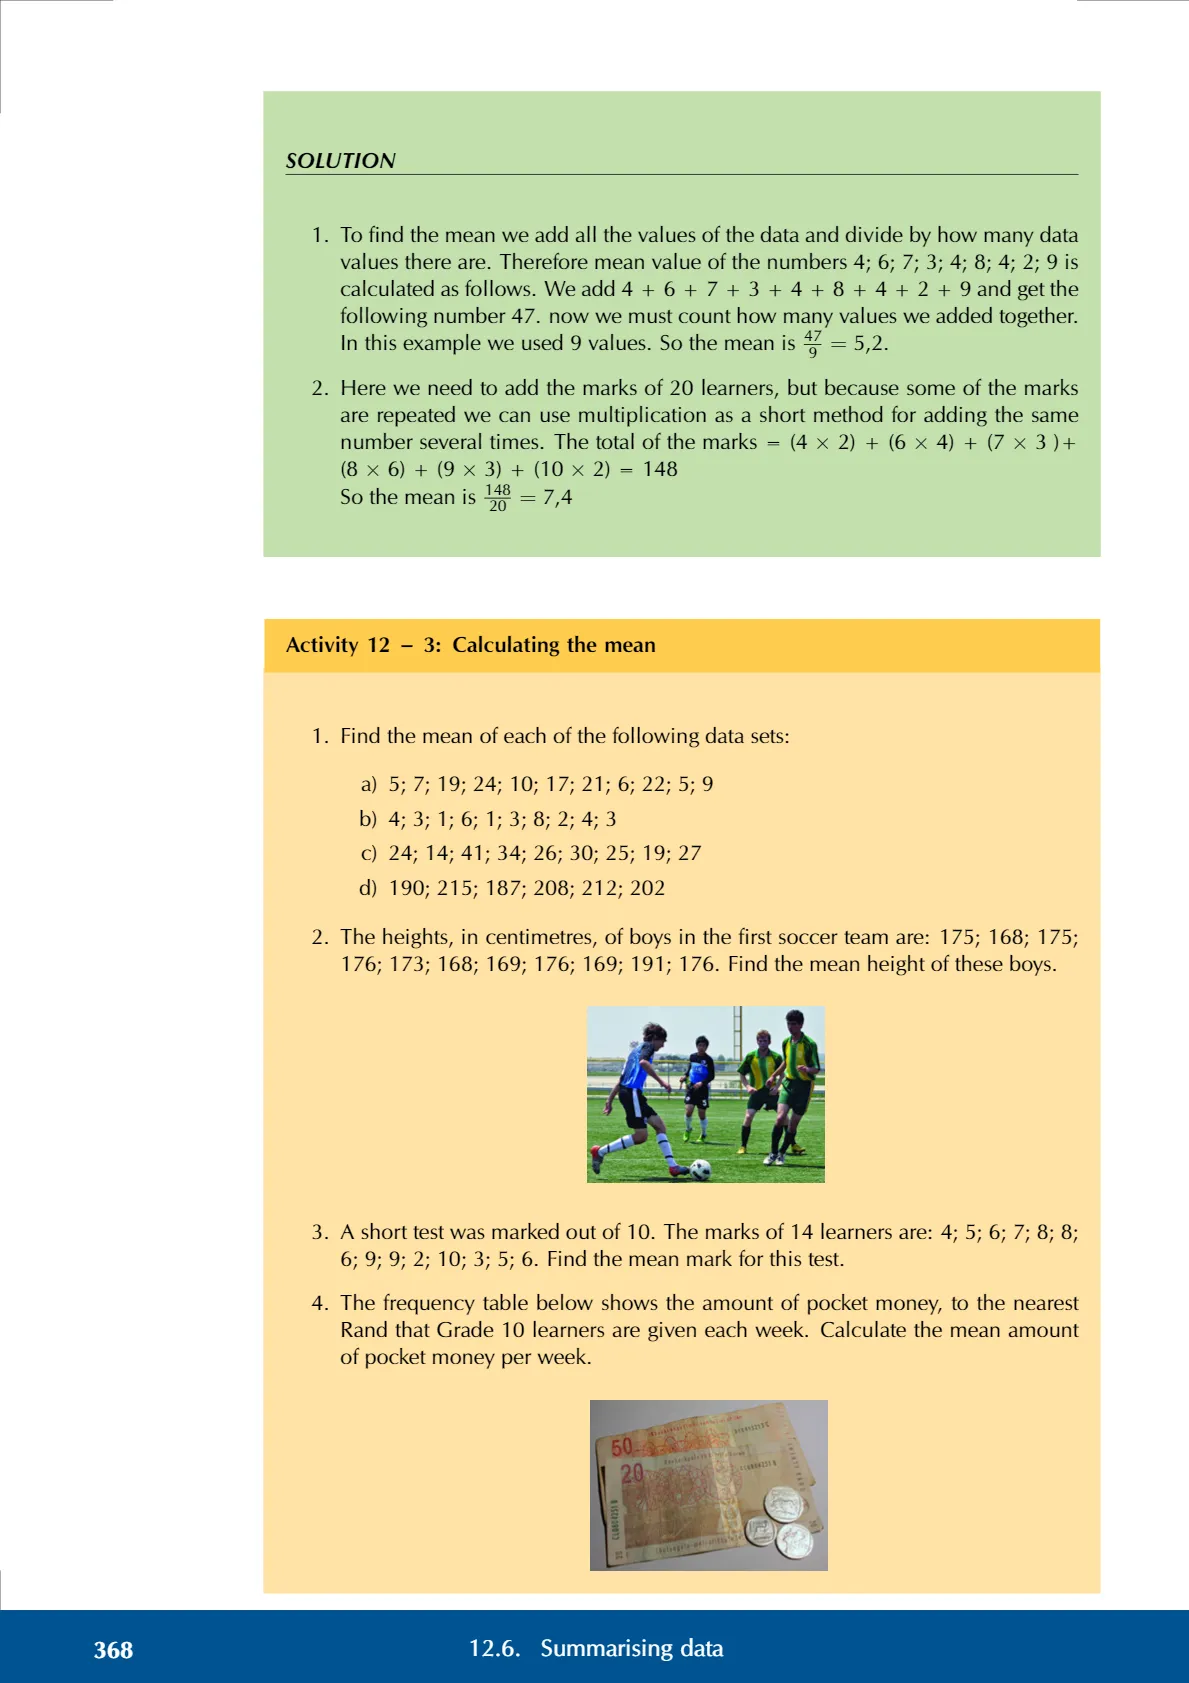 SOLUTION
1. To find the mean we add all the values of the data and divide by how many data
values there are. Therefore mean value of the numbers 4; 6; 7; 3; 4; 8; 4; 2; 9 is
calculated as follows. We add 4 + 6 + 7 + 3 + 4 + 8 + 4 + 2 + 9 and get the
following number 47. now we must count how many values we added together.
In this example we used 9 values. So the mean is 47/9 = 5,2.
2. Here we need to add the marks of 20 learners, but because some of the marks
are repeated we can use multiplication as a short method for adding the same
number several times. The total of the marks = (4 × 2) + (6 × 4) + (7 × 3 )+
(8 × 6) + (9 × 3) + (10 × 2) = 148
So the mean is 148/20 = 7,4
Activity 12 – 3: Calculating the mean
1. Find the mean of each of the following data sets:
a) 5; 7; 19; 24; 10; 17; 21; 6; 22; 5; 9
b) 4; 3; 1; 6; 1; 3; 8; 2; 4; 3
c) 24; 14; 41; 34; 26; 30; 25; 19; 27
d) 190; 215; 187; 208; 212; 202
2. The heights, in centimetres, of boys in the first soccer team are: 175; 168; 175;
176; 173; 168; 169; 176; 169; 191; 176. Find the mean height of these boys.
3. A short test was marked out of 10. The marks of 14 learners are: 4; 5; 6; 7; 8; 8;
6; 9; 9; 2; 10; 3; 5; 6. Find the mean mark for this test.
4. The frequency table below shows the amount of pocket money, to the nearest
Rand that Grade 10 learners are given each week. Calculate the mean amount
of pocket money per week.
50
20
368
12.6. Summarising data